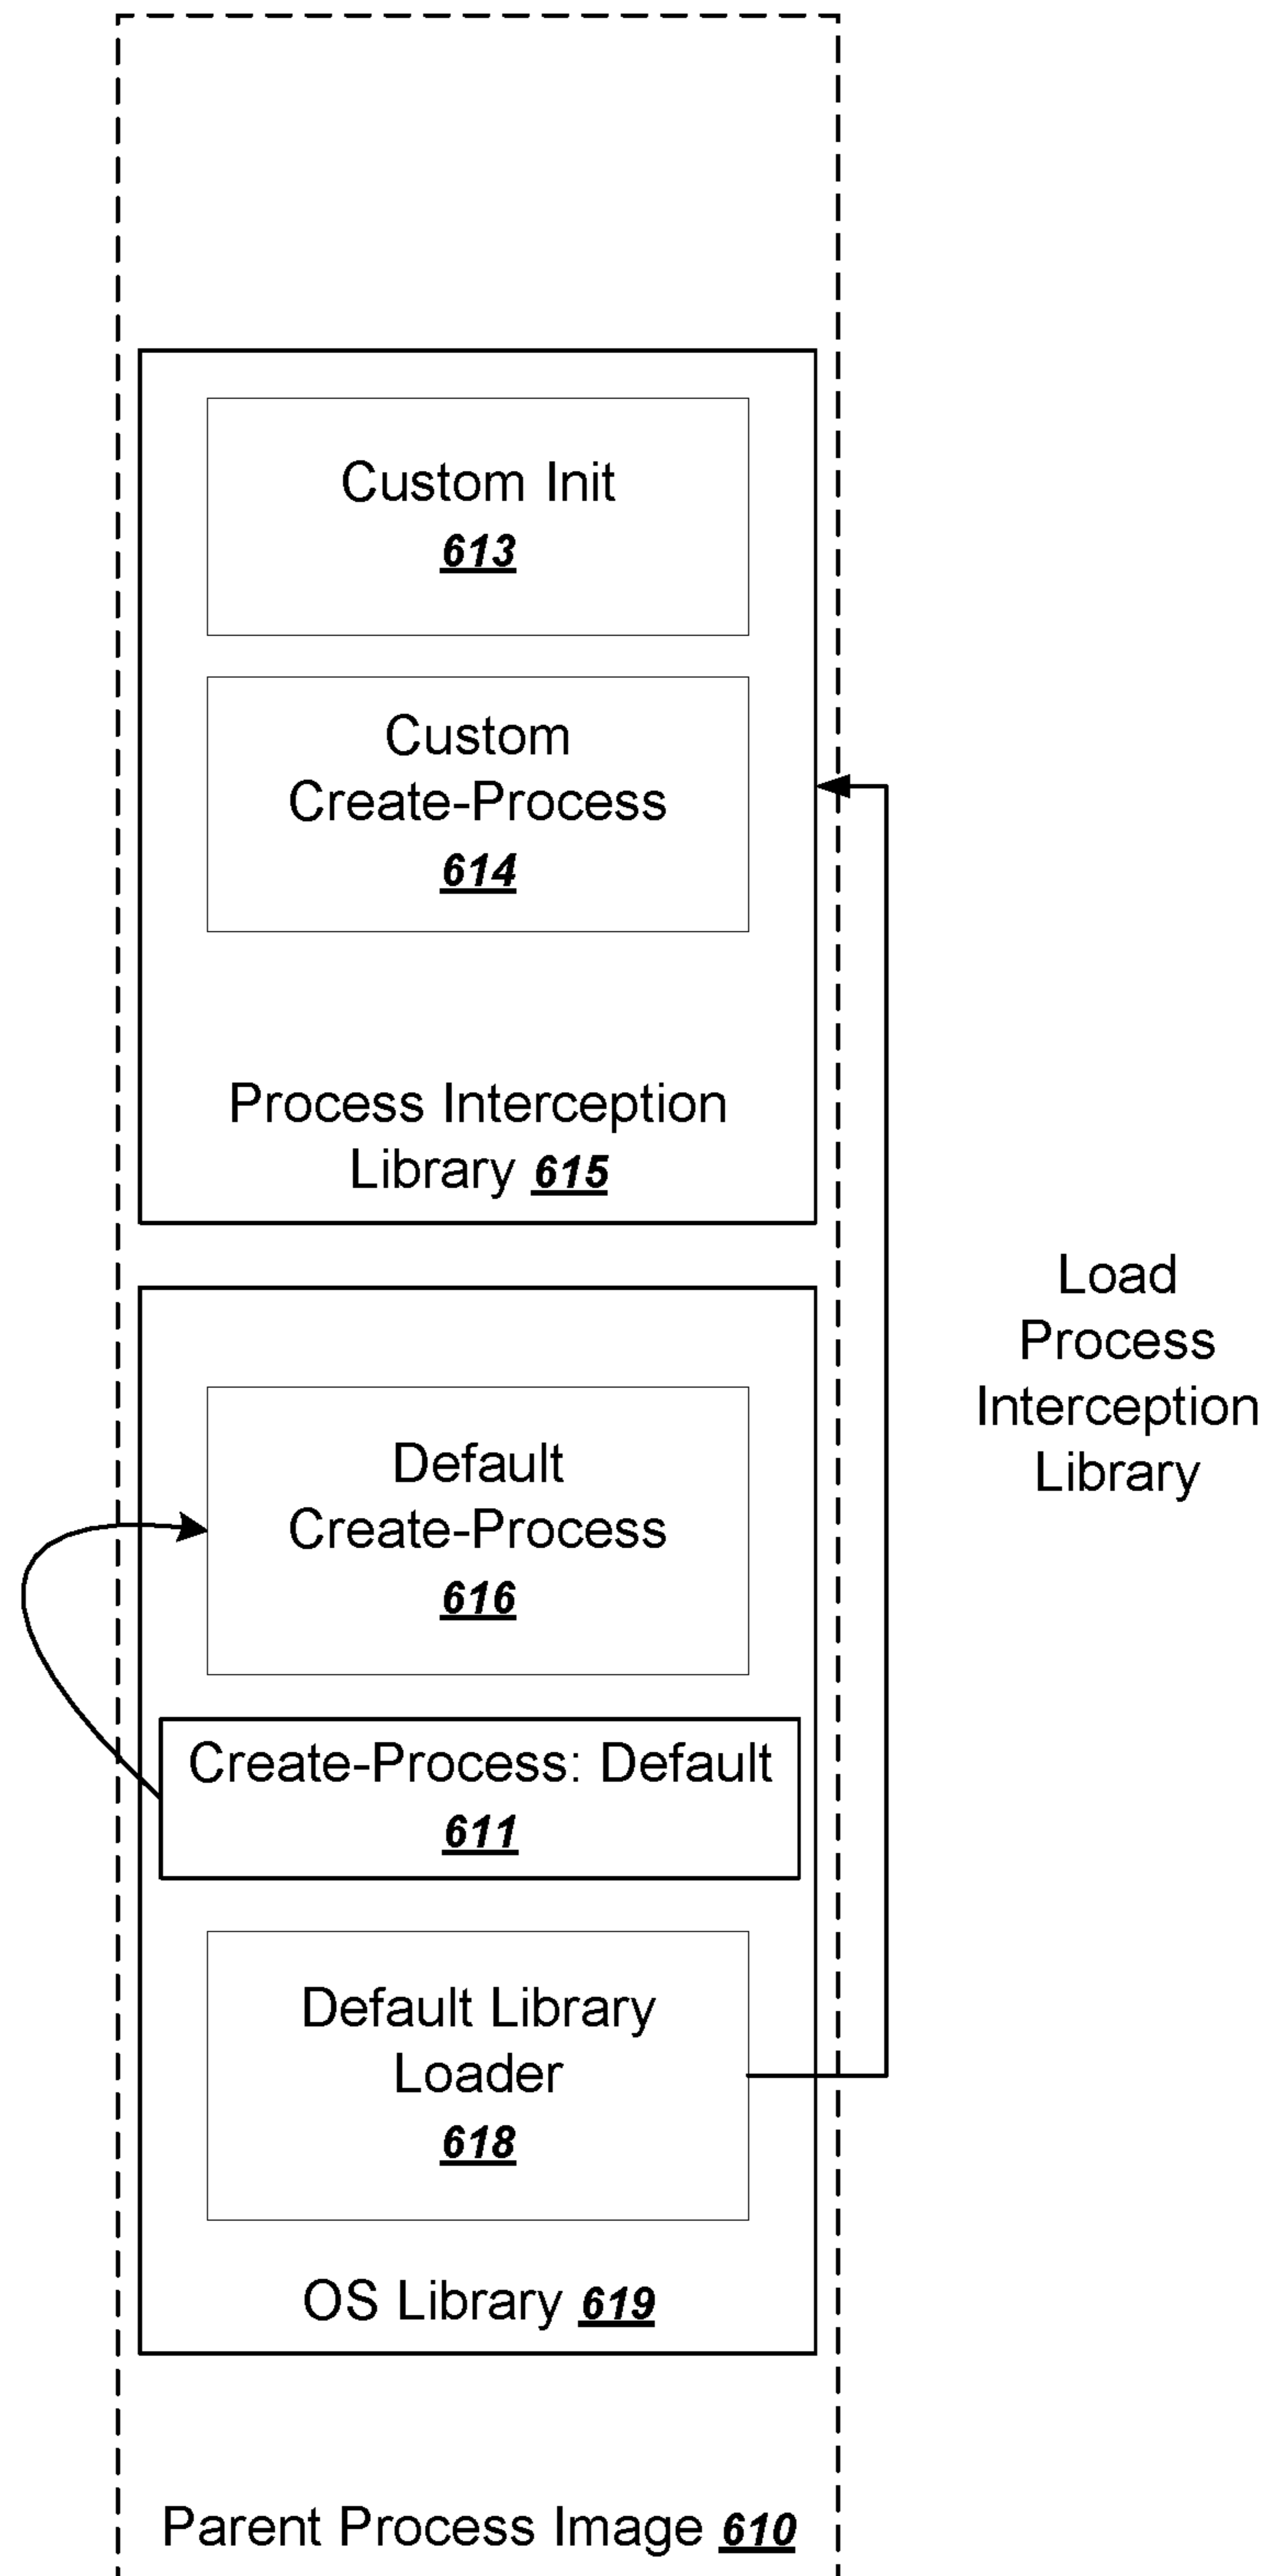 Custom Init
613
Custom
Create-Process
614
Process Interception
Library 615
Load
Process
Interception
Library
Default
Create-Process
616
Create-Process: Default
611
Default Library
Loader
618
OS Library 619
Parent Process Image 610